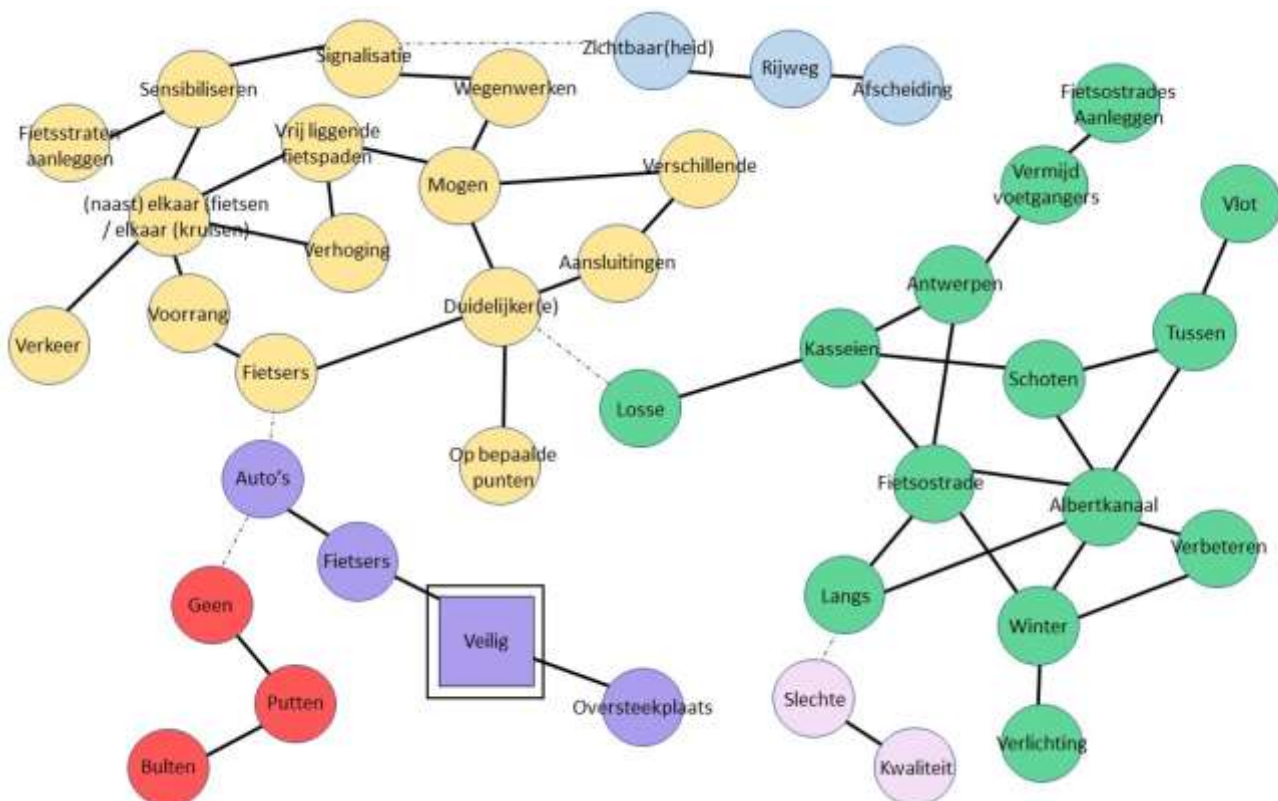 Signalisatie
Zichtbaar(heid)
Rijweg
Afscheiding
Sensibiliseren
Wegenwerken
Fietsostrades
Aanleggen
Fietsstraten
aanleggen
Vrij liggende
fietspaden
Mogen
Verschillende
Vermijd
voetgangers
Vlot
(naast) elkaar (fietsen
/ elkaar (kruisen)
Verhoging
Aansluitingen
Antwerpen
Voorrang
Duidelijker(e)
Verkeer
Fietsers
Kasseien
Tussen
Schoten
Losse
Op bepaalde
punten
Auto's
Fietsostrade
Albertkanaal
Fietsers
Verbeteren
Geen
Langs
Winter
Veilig
Putten
Oversteekplaats
Slechte
Verlichting
Bulten
Kwaliteit